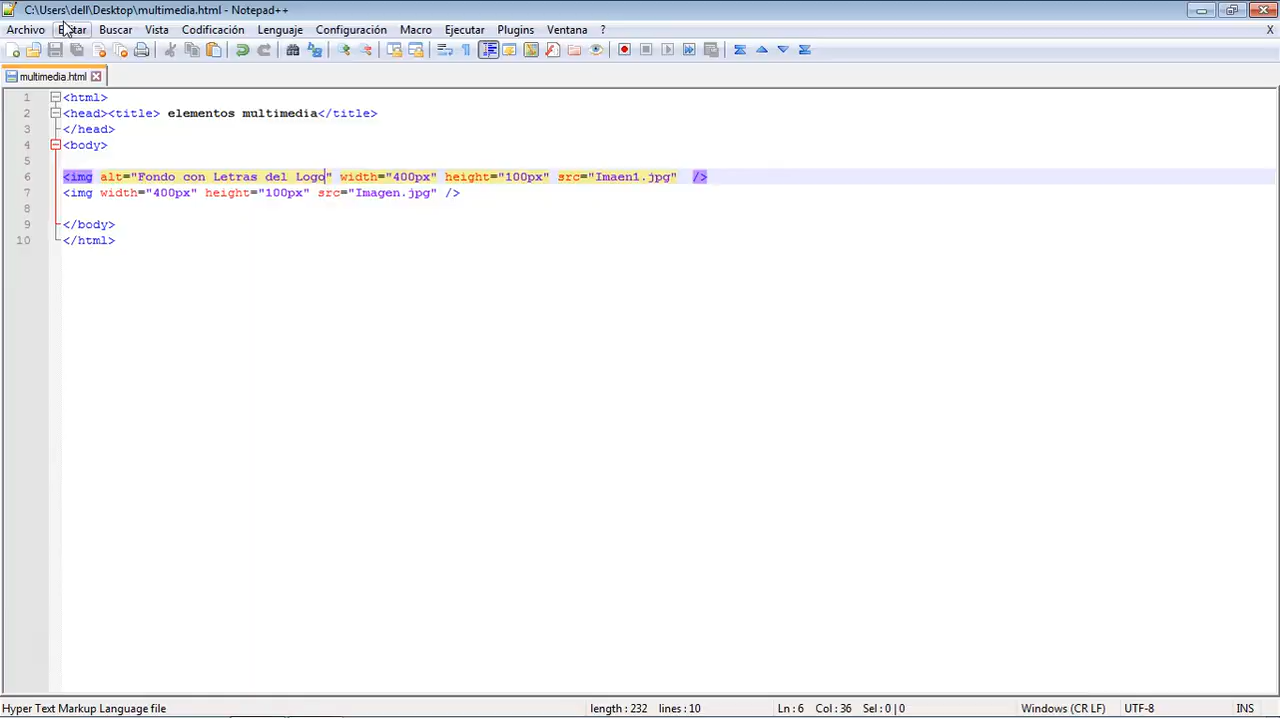 C:\Users\dell\Desktop\multimedia.html - Notepad++
Archivo Buscar Vista Codificación Lenguaje Configuración Macro Ejecutar Plugins Ventana ? X
multimedia.html
1 <html>
2 <head><title> elementos multimedia</title>
3 </head>
4 <body>
5
6 <img alt="Fondo con Letras del Logo" width="400px" height="100px" src="Imaen1.jpg" />
7 <img width="400px" height="100px" src="Imagen.jpg" />
8
9 </body>
10 </html>
Hyper Text Markup Language file length : 232 lines : 10 Ln : 6 Col : 36 Sel : 0 | 0 Windows (CR LF) UTF-8 INS